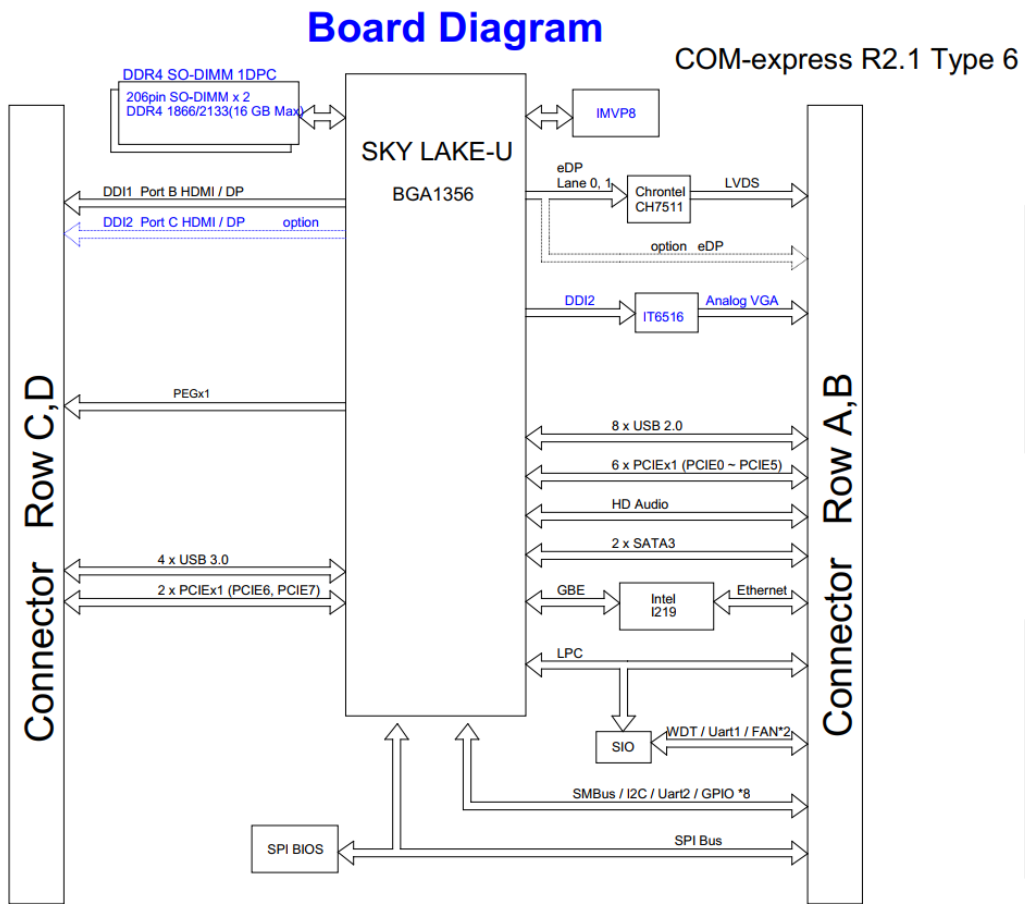 Board Diagram
COM-express R2.1 Type 6
DDR4 SO-DIMM 1DPC
206pin SO-DIMM x 2
DDR4 1866/2133(16 GB Max)
IMVP8
SKY LAKE-U
BGA1356
eDP
Lane 0, 1
Chrontel
CH7511
LVDS
DDI1 Port B HDMI / DP
DDI2 Port C HDMI / DP option
option eDP
DDI2
IT6516
Analog VGA
PEGx1
8 x USB 2.0
6 x PCIEx1 (PCIE0 ~ PCIE5)
HD Audio
2 x SATA3
4 x USB 3.0
2 x PCIEx1 (PCIE6, PCIE7)
GBE
Intel
I219
Ethernet
LPC
SIO
WDT / Uart1 / FAN*2
SMBus / I2C / Uart2 / GPIO *8
SPI BIOS
SPI Bus
Connector Row C,D
Connector Row A,B